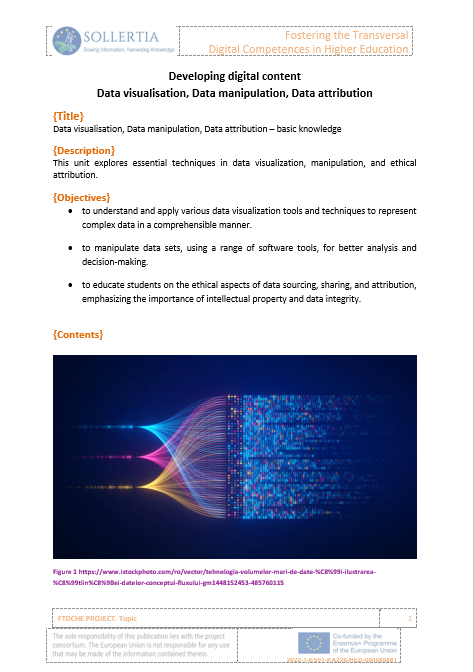 SOLLERTIA
Sowing Information, Harvesting Knowledge
Fostering the Transversal
Digital Competences in Higher Education
Developing digital content
Data visualisation, Data manipulation, Data attribution
{Title}
Data visualisation, Data manipulation, Data attribution – basic knowledge
{Description}
This unit explores essential techniques in data visualization, manipulation, and ethical
attribution.
{Objectives}
• to understand and apply various data visualization tools and techniques to represent
complex data in a comprehensible manner.
• to manipulate data sets, using a range of software tools, for better analysis and
decision-making.
• to educate students on the ethical aspects of data sourcing, sharing, and attribution,
emphasizing the importance of intellectual property and data integrity.
{Contents}
Figure 1 https://www.istockphoto.com/ro/vector/tehnologia-volumelor-mari-de-date-%C8%99i-ilustrarea-
%C8%99tiin%C8%9Bei-datelor-conceptul-fluxului-gm1448152453-485760115
FTDCHE PROJECT. Topic
1
The sole responsibility of this publication lies with the project
consortium. The European Union is not responsible for any use
that may be made of the information contained therein.
Co-funded by the
Erasmus+ Programme
of the European Union